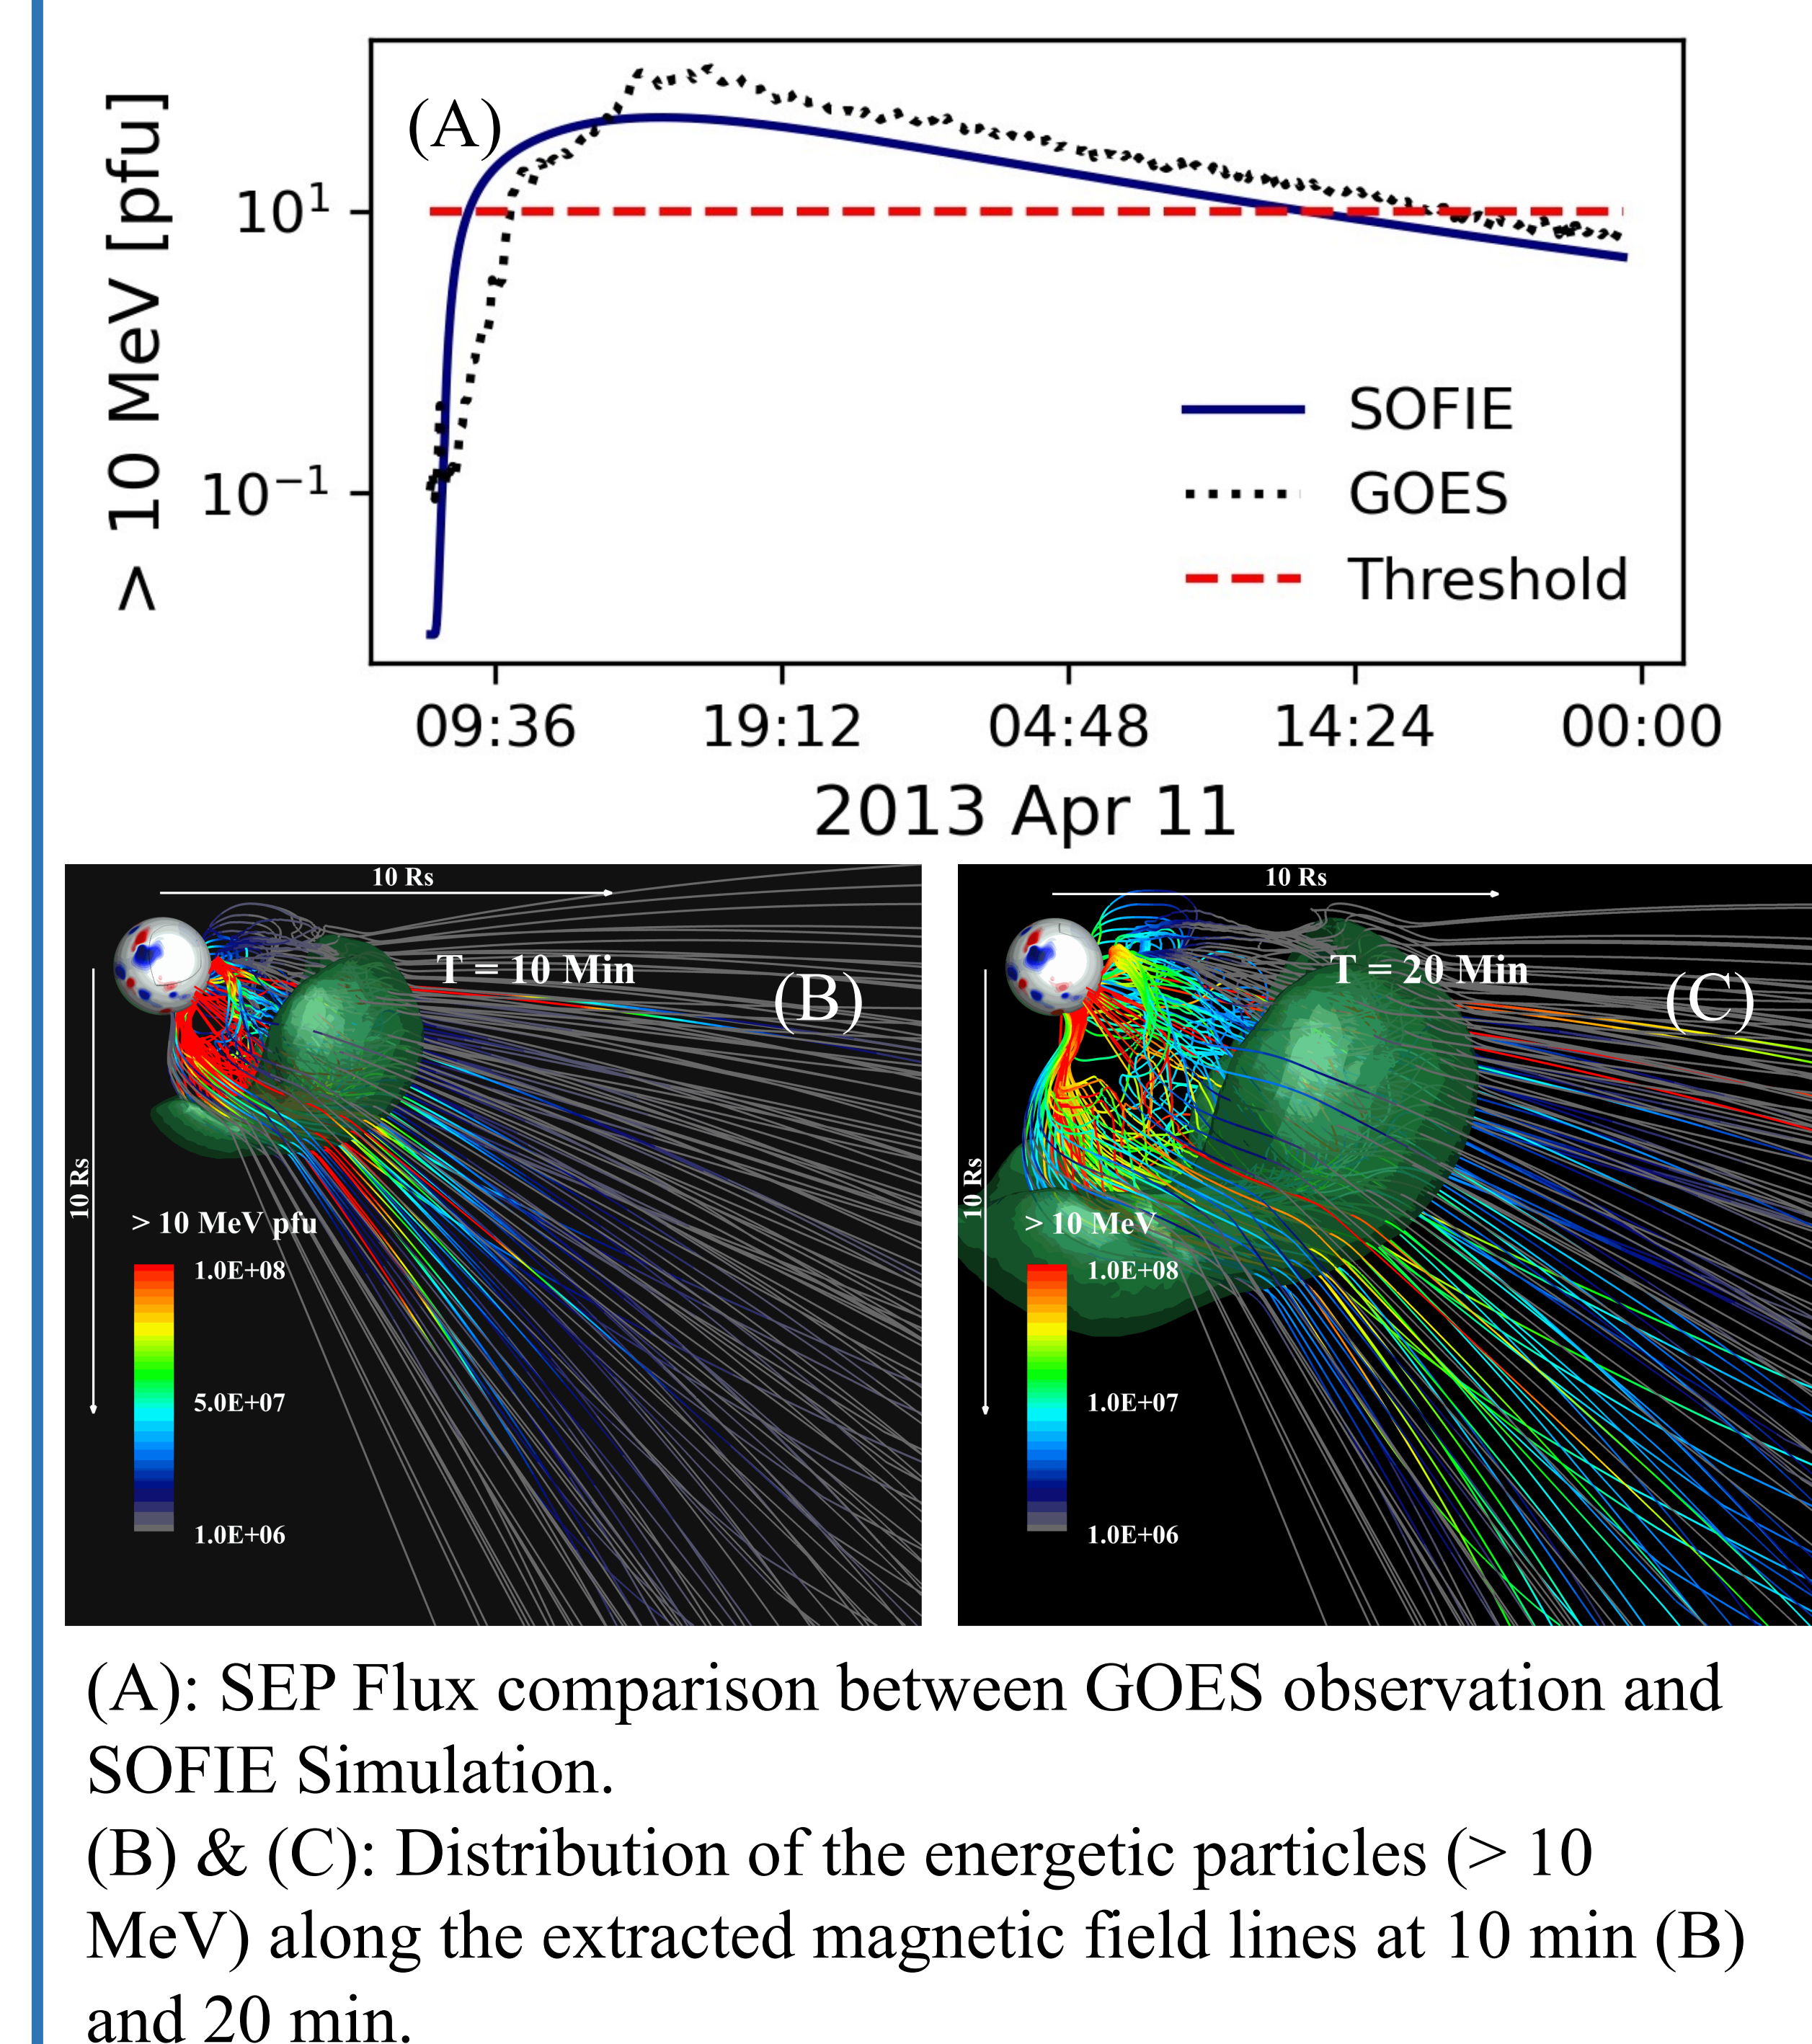 (A)
> 10 MeV [pfu]
10¹
10⁻¹
SOFIE
GOES
Threshold
09:36
19:12
04:48
14:24
00:00
2013 Apr 11
10 Rs
T = 10 Min
(B)
10 Rs
> 10 MeV pfu
1.0E+08
5.0E+07
1.0E+06
10 Rs
T = 20 Min
(C)
10 Rs
> 10 MeV
1.0E+08
1.0E+07
1.0E+06
(A): SEP Flux comparison between GOES observation and
SOFIE Simulation.
(B) & (C): Distribution of the energetic particles (> 10
MeV) along the extracted magnetic field lines at 10 min (B)
and 20 min.